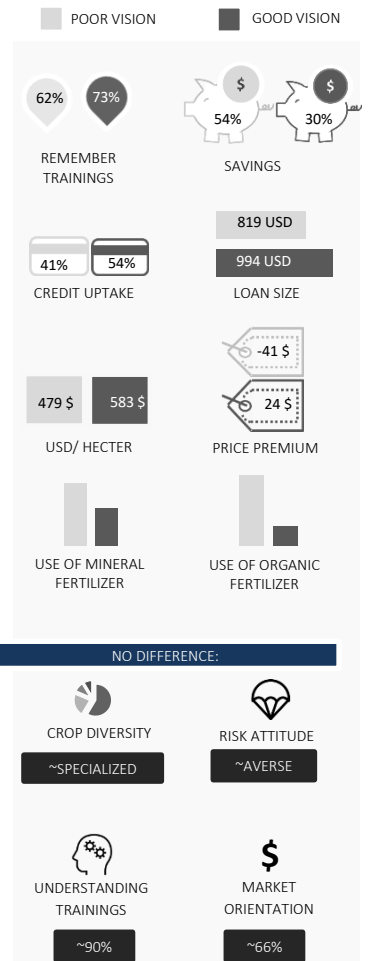 POOR VISION
GOOD VISION
62%
73%
REMEMBER
TRAININGS
$
$
54%
30%
SAVINGS
41%
54%
CREDIT UPTAKE
819 USD
994 USD
LOAN SIZE
479 $
583 $
USD/ HECTER
-41 $
24 $
PRICE PREMIUM
USE OF MINERAL
FERTILIZER
USE OF ORGANIC
FERTILIZER
NO DIFFERENCE:
CROP DIVERSITY
~SPECIALIZED
RISK ATTITUDE
~AVERSE
UNDERSTANDING
TRAININGS
~90%
$
MARKET
ORIENTATION
~66%